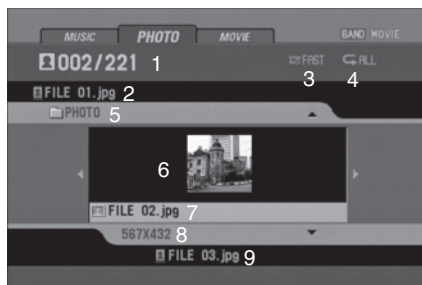 MUSIC PHOTO MOVIE BAND MOVIE
002/221 1 FAST ALL
3 4
FILE 01.jpg 2
PHOTO 5
6
FILE 02.jpg 7
567X432 8
FILE 03.jpg 9